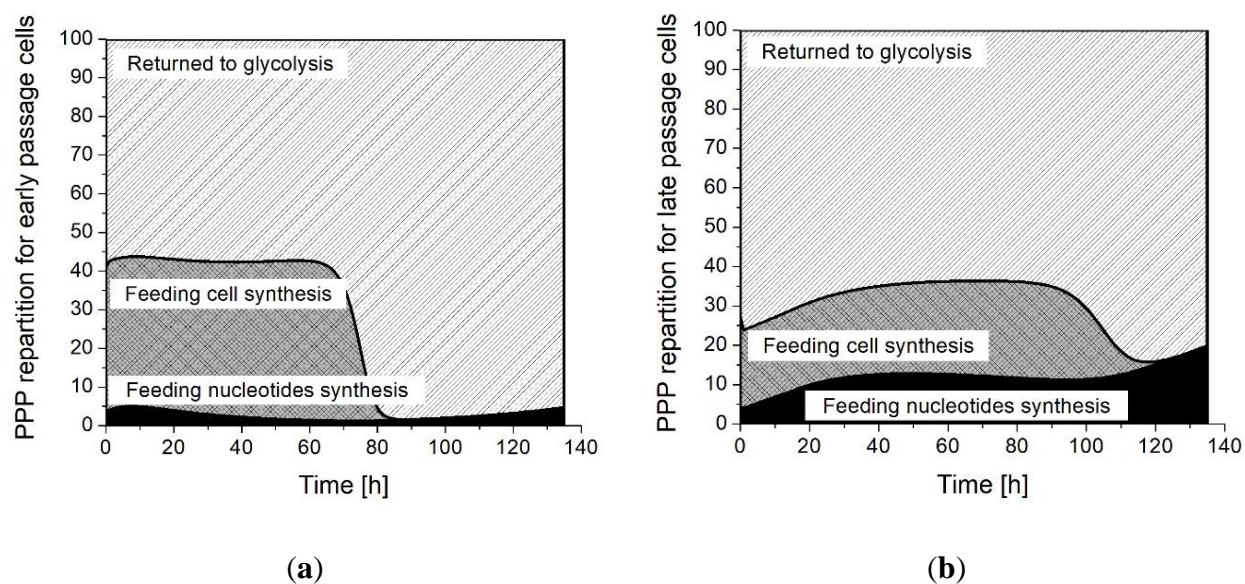 PPP repartition for early passage cells
100
90
80
70
60
50
40
30
20
10
0
Returned to glycolysis
Feeding cell synthesis
Feeding nucleotides synthesis
0 20 40 60 80 100 120 140
Time [h]
(a)
PPP repartition for late passage cells
100
90
80
70
60
50
40
30
20
10
0
Returned to glycolysis
Feeding cell synthesis
Feeding nucleotides synthesis
0 20 40 60 80 100 120 140
Time [h]
(b)